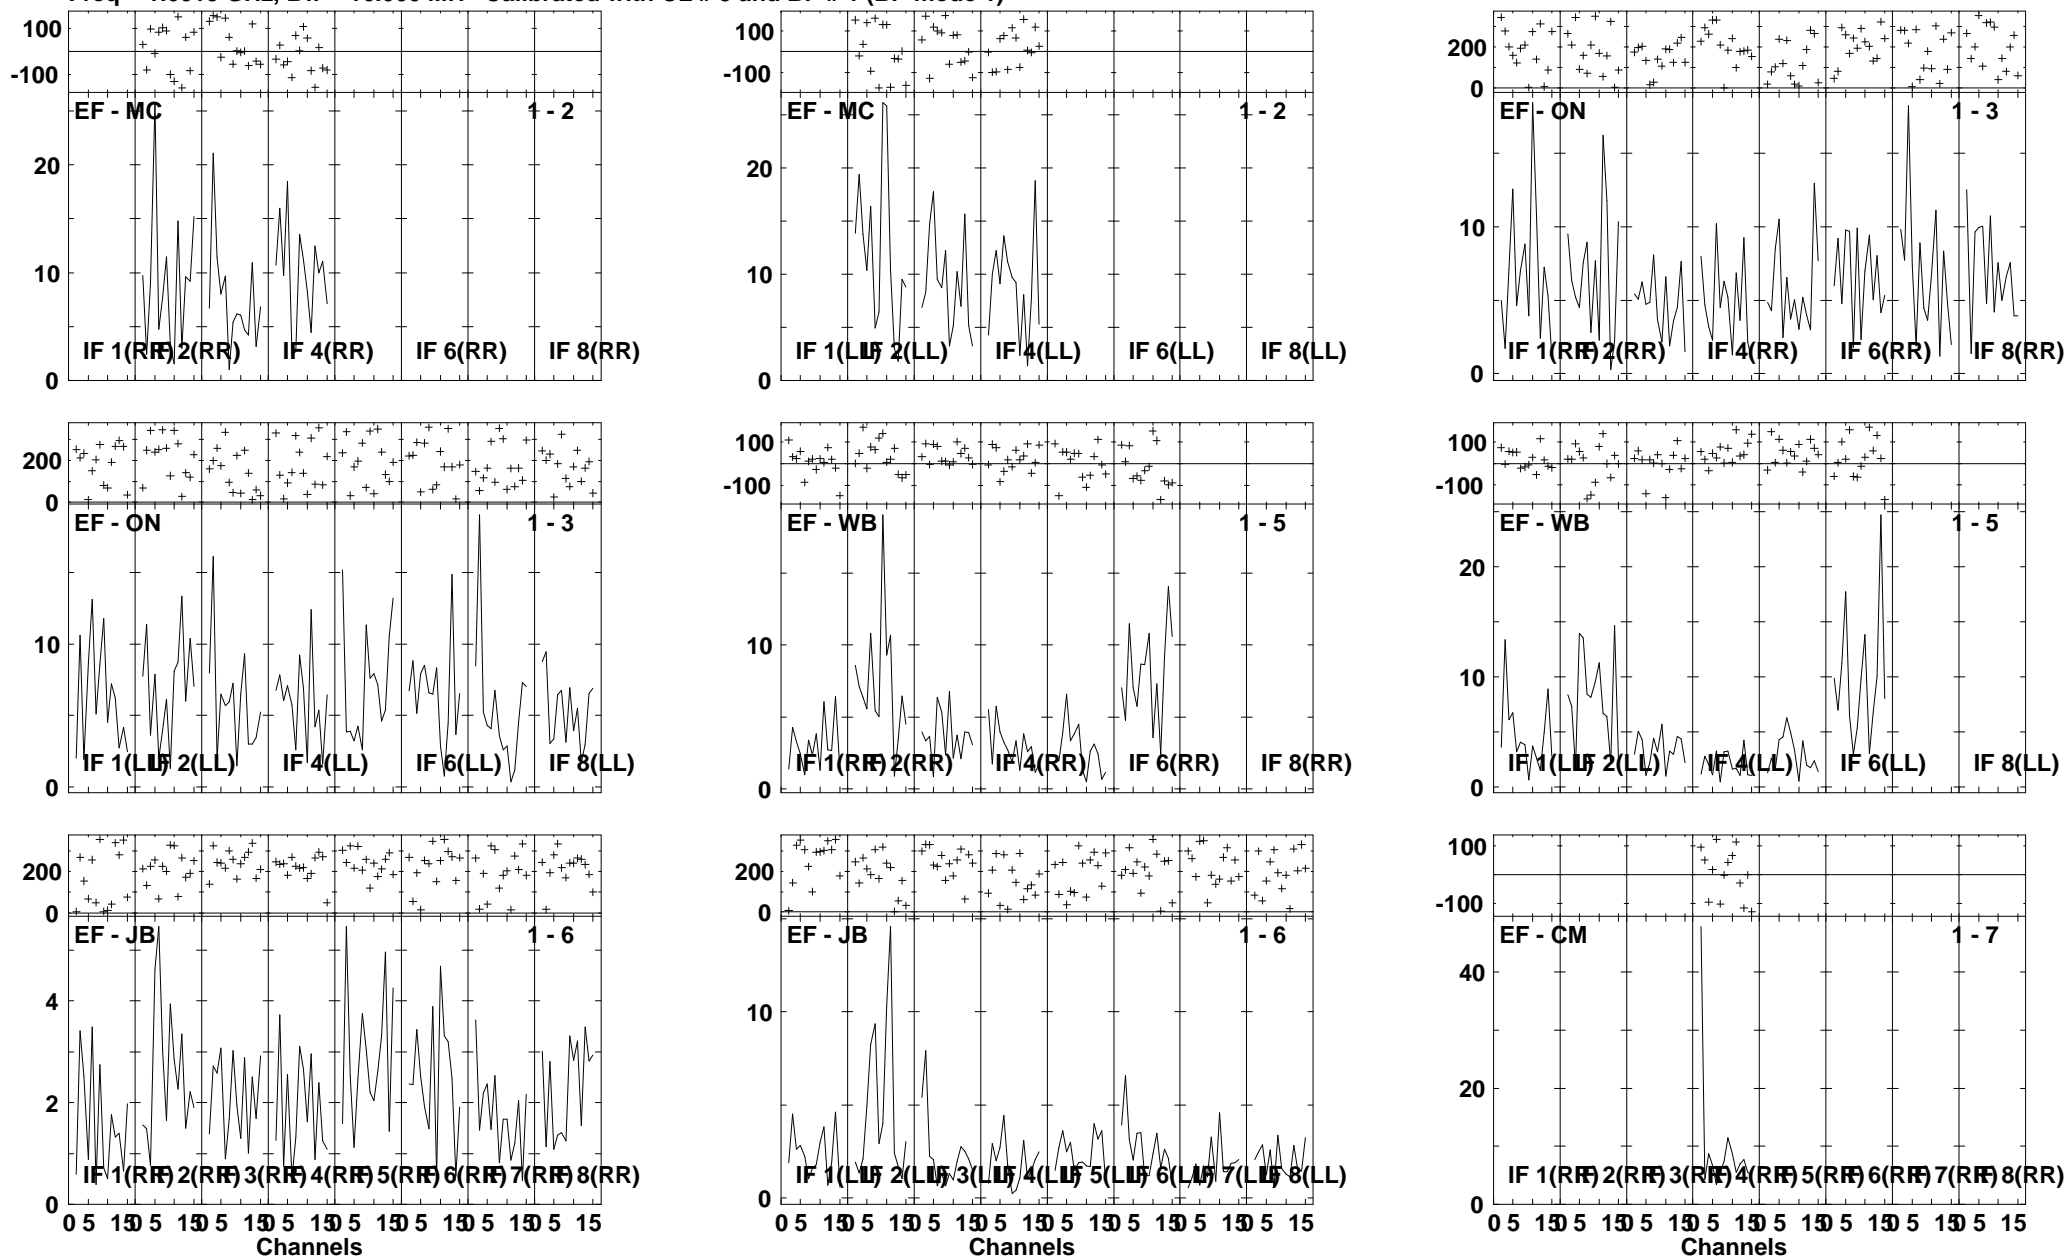 100
-100
EF - MC
1 - 2
20
10
0
IF 1(RR)
IF 2(RR)
IF 4(RR)
IF 6(RR)
IF 8(RR)
100
-100
EF - MC
1 - 2
20
10
0
IF 1(LL)
IF 2(LL)
IF 4(LL)
IF 6(LL)
IF 8(LL)
200
0
EF - ON
1 - 3
10
0
IF 1(RR)
IF 2(RR)
IF 4(RR)
IF 6(RR)
IF 8(RR)
200
0
EF - ON
1 - 3
10
0
IF 1(LL)
IF 2(LL)
IF 4(LL)
IF 6(LL)
IF 8(LL)
100
-100
EF - WB
1 - 5
10
0
IF 1(RR)
IF 2(RR)
IF 4(RR)
IF 6(RR)
IF 8(RR)
100
-100
EF - WB
1 - 5
20
10
0
IF 1(LL)
IF 2(LL)
IF 4(LL)
IF 6(LL)
IF 8(LL)
200
0
EF - JB
1 - 6
4
2
0
IF 1(RR)
IF 2(RR)
IF 3(RR)
IF 4(RR)
IF 5(RR)
IF 6(RR)
IF 7(RR)
IF 8(RR)
0 5 15 0 5 15 0 5 15 0 5 15 0 5 15 0 5 15 0 5 15 0 5 15
Channels
200
0
EF - JB
1 - 6
10
0
IF 1(LL)
IF 2(LL)
IF 3(LL)
IF 4(LL)
IF 5(LL)
IF 6(LL)
IF 7(LL)
IF 8(LL)
0 5 15 0 5 15 0 5 15 0 5 15 0 5 15 0 5 15 0 5 15 0 5 15
Channels
100
-100
EF - CM
1 - 7
40
20
0
IF 1(RR)
IF 2(RR)
IF 3(RR)
IF 4(RR)
IF 5(RR)
IF 6(RR)
IF 7(RR)
IF 8(RR)
0 5 15 0 5 15 0 5 15 0 5 15 0 5 15 0 5 15 0 5 15 0 5 15
Channels